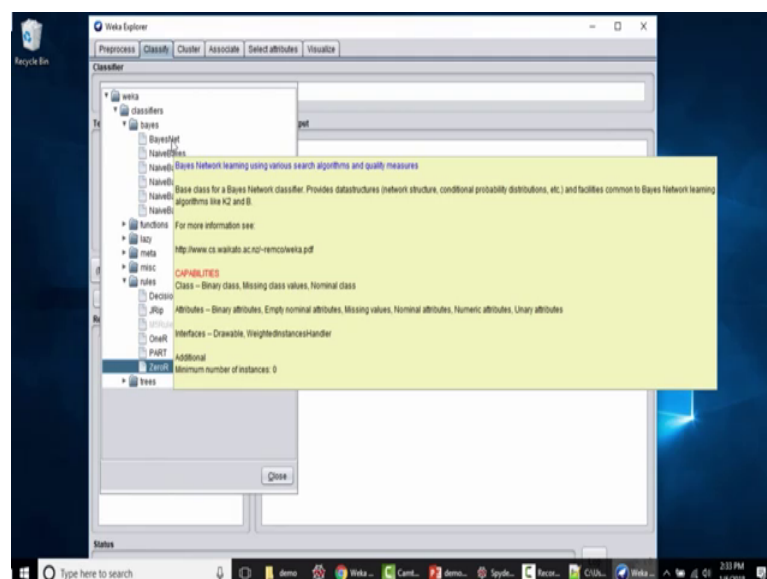 Weka Explorer
Recycle Bin
Preprocess Classify Cluster Associate Select attributes Visualize
Classifier
weka
classifiers
bayes
BayesNet
Bayes Network learning using various search algorithms and quality measures
Base class for a Bayes Network classifier. Provides datastructures (network structure, conditional probability distributions, etc.) and facilities common to Bayes Network learning
algorithms like K2 and B.
For more information see:
http://www.cs.waikato.ac.nz/~remco/weka.pdf
CAPABILITIES
Class -- Binary class, Missing class values, Nominal class
Attributes -- Binary attributes, Empty nominal attributes, Missing values, Nominal attributes, Numeric attributes, Unary attributes
Interfaces -- Drawable, WeightedInstancesHandler
Additional
Minimum number of instances: 0
functions
lazy
meta
misc
rules
Decisio
JRip
OneR
PART
ZeroR
trees
Close
Status
Type here to search
demo
Weka ...
Camt...
demo...
Spyde...
Recor...
C:\Us...
Weka ...
2:33 PM